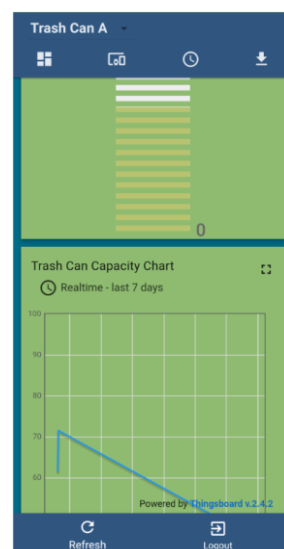 Trash Can A
0
Trash Can Capacity Chart
Realtime - last 7 days
100
90
80
70
60
Powered by Thingsboard v.2.4.2
Refresh
Logout